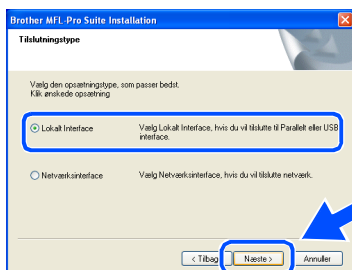 Brother MFL-Pro Suite Installation
Tilslutningstype
Vælg den opsætningstype, som passer bedst.
Klik ønskede opsætning
Lokalt Interface
Vælg Lokalt Interface, hvis du vil tilslutte til Parallelt eller USB
interface.
Netværksinterface
Vælg Netværksinterface, hvis du vil tilslutte netværk.
< Tilbag Næste > Annuller